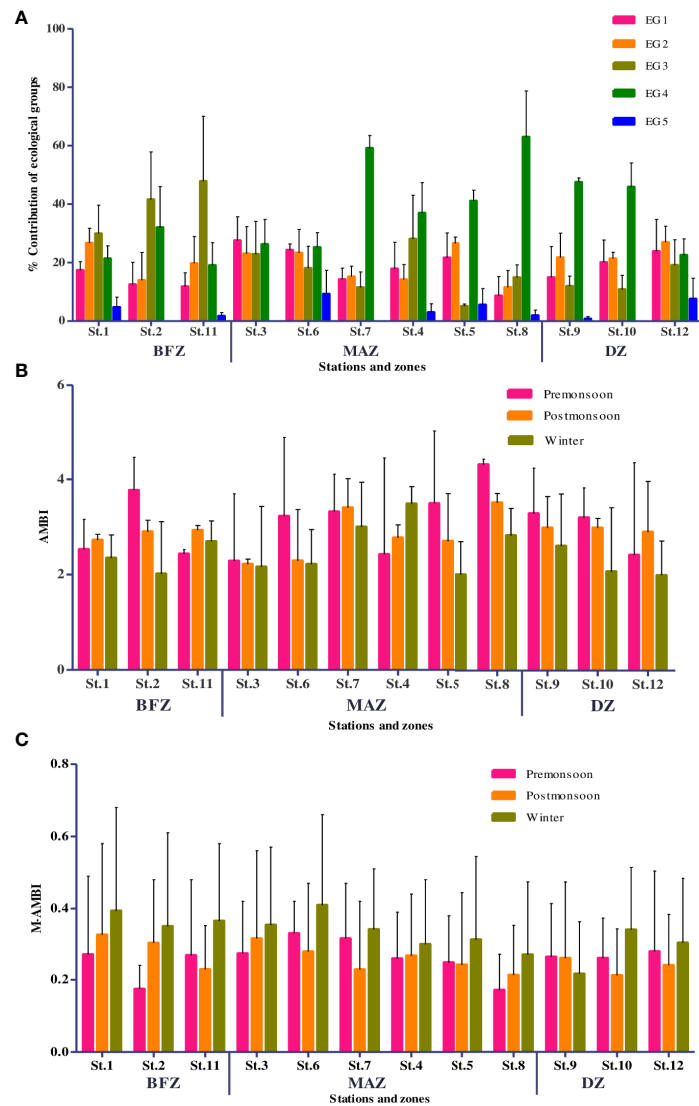 A
EG 1
EG 2
EG 3
EG 4
EG 5
% Contribution of ecological groups
100
80
60
40
20
0
St.1 St.2 St.11 St.3 St.6 St.7 St.4 St.5 St.8 St.9 St.10 St.12
BFZ MAZ DZ
Stations and zones
B
Premonsoon
Postmonsoon
Winter
AMBI
6
4
2
0
St.1 St.2 St.11 St.3 St.6 St.7 St.4 St.5 St.8 St.9 St.10 St.12
BFZ MAZ DZ
Stations and zones
C
Premonsoon
Postmonsoon
Winter
M-AMBI
0.8
0.6
0.4
0.2
0.0
St.1 St.2 St.11 St.3 St.6 St.7 St.4 St.5 St.8 St.9 St.10 St.12
BFZ MAZ DZ
Stations and zones